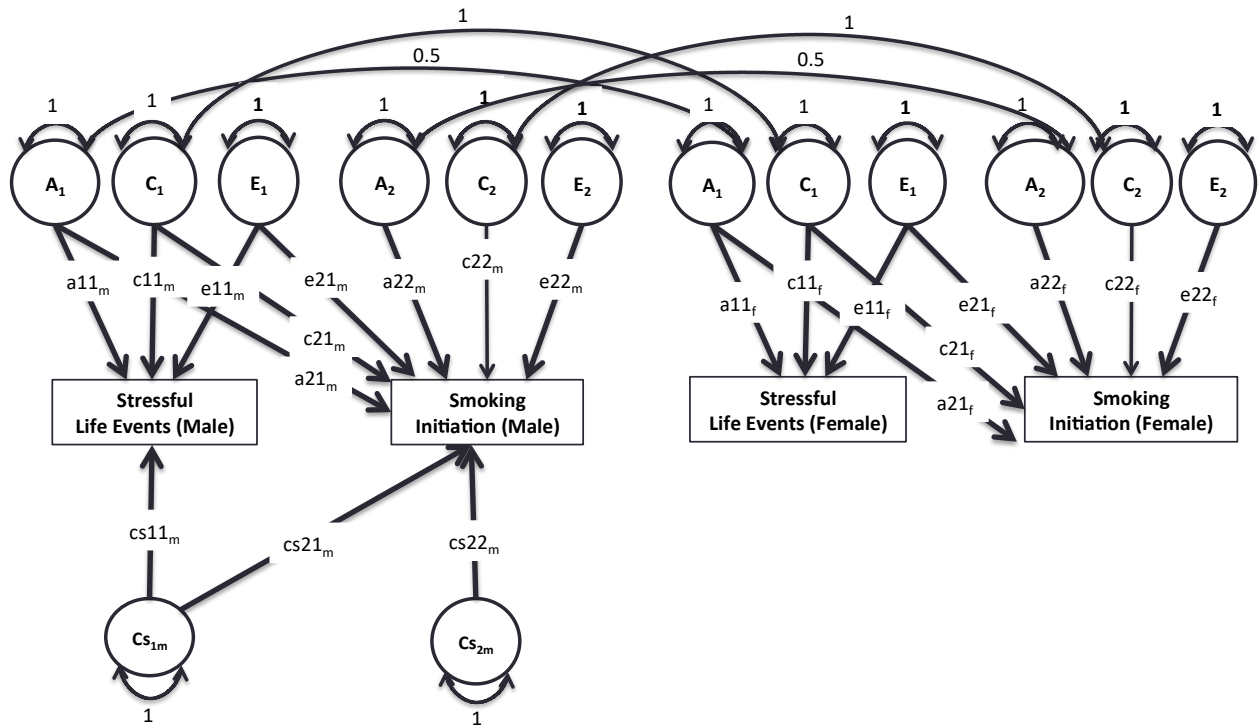 1
1
0.5
0.5
1 1 1 1 1 1 1 1 1 1 1 1
A₁ C₁ E₁ A₂ C₂ E₂ A₁ C₁ E₁ A₂ C₂ E₂
a11ₘ c11ₘ e11ₘ e21ₘ a22ₘ c22ₘ e22ₘ
c21ₘ
a21ₘ
a11f c11f e11f e21f a22f c22f e22f
c21f
a21f
Stressful
Life Events (Male)
Smoking
Initiation (Male)
Stressful
Life Events (Female)
Smoking
Initiation (Female)
cs11ₘ cs21ₘ cs22ₘ
Cs₁ₘ Cs₂ₘ
1 1